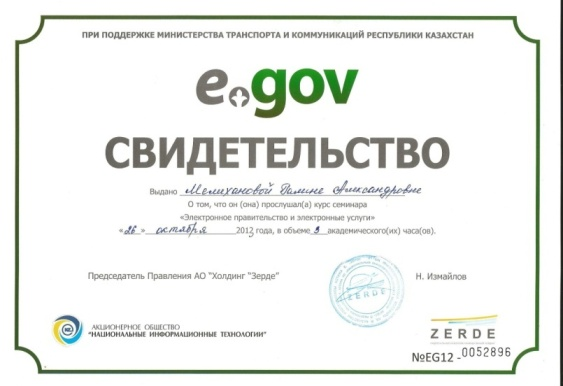 ПРИ ПОДДЕРЖКЕ МИНИСТЕРСТВА ТРАНСПОРТА И КОММУНИКАЦИЙ РЕСПУБЛИКИ КАЗАХСТАН
e.gov
СВИДЕТЕЛЬСТВО
Выдано Мелихановой Галине Александровне
О том, что он (она) прослушал(а) курс семинара
«Электронное правительство и электронные услуги»
«26» октября 2013 года, в объеме 3 академического(их) часа(ов).
Председатель Правления АО "Холдинг "Зерде" Н. Измайлов
ZERDE
АКЦИОНЕРНОЕ ОБЩЕСТВО
"НАЦИОНАЛЬНЫЕ ИНФОРМАЦИОННЫЕ ТЕХНОЛОГИИ"
ZERDE
№EG12 -0052896